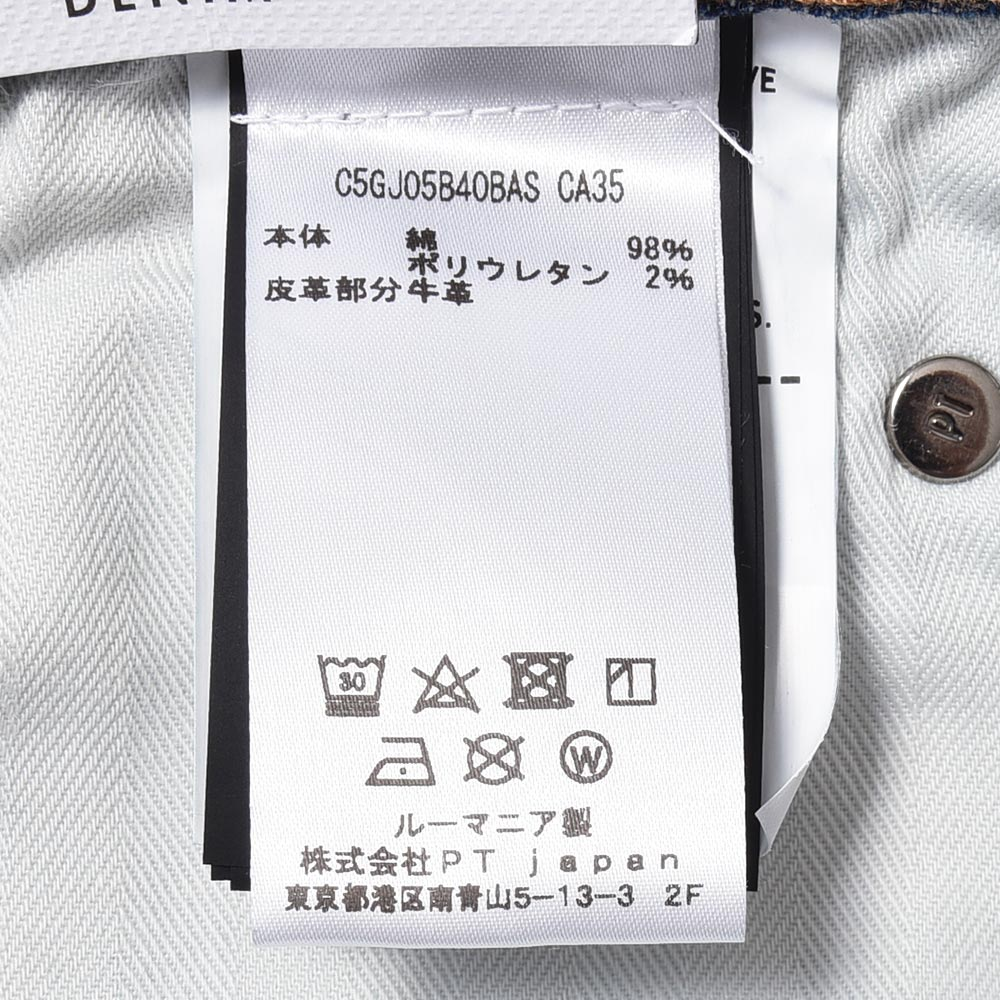 DENIM
C5GJ05B40BAS CA35
本体 綿 98%
ポリウレタン 2%
皮革部分牛革
30
W
ルーマニア製
株式会社PT japan
東京都港区南青山5-13-3 2F
PT